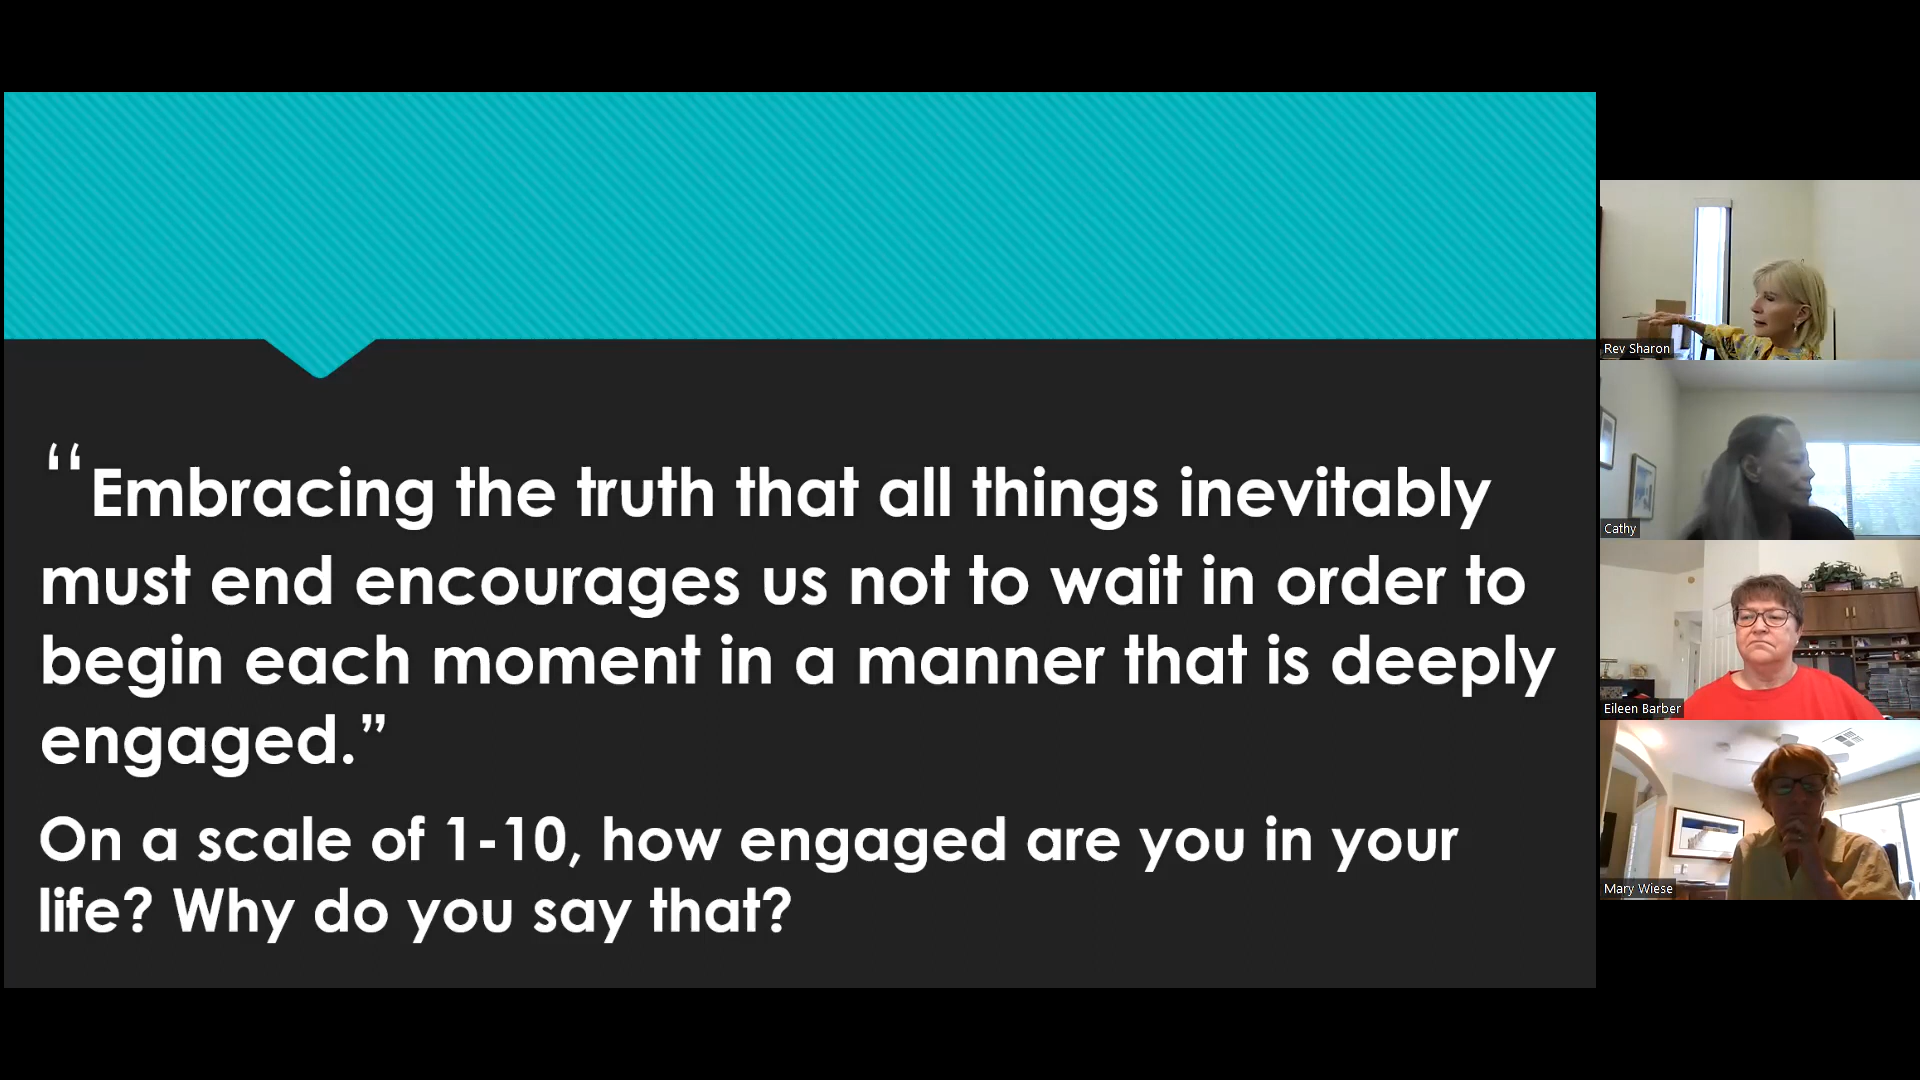 “Embracing the truth that all things inevitably
must end encourages us not to wait in order to
begin each moment in a manner that is deeply
engaged.”
On a scale of 1-10, how engaged are you in your
life? Why do you say that?
Rev Sharon
Cathy
Eileen Barber
Mary Wiese